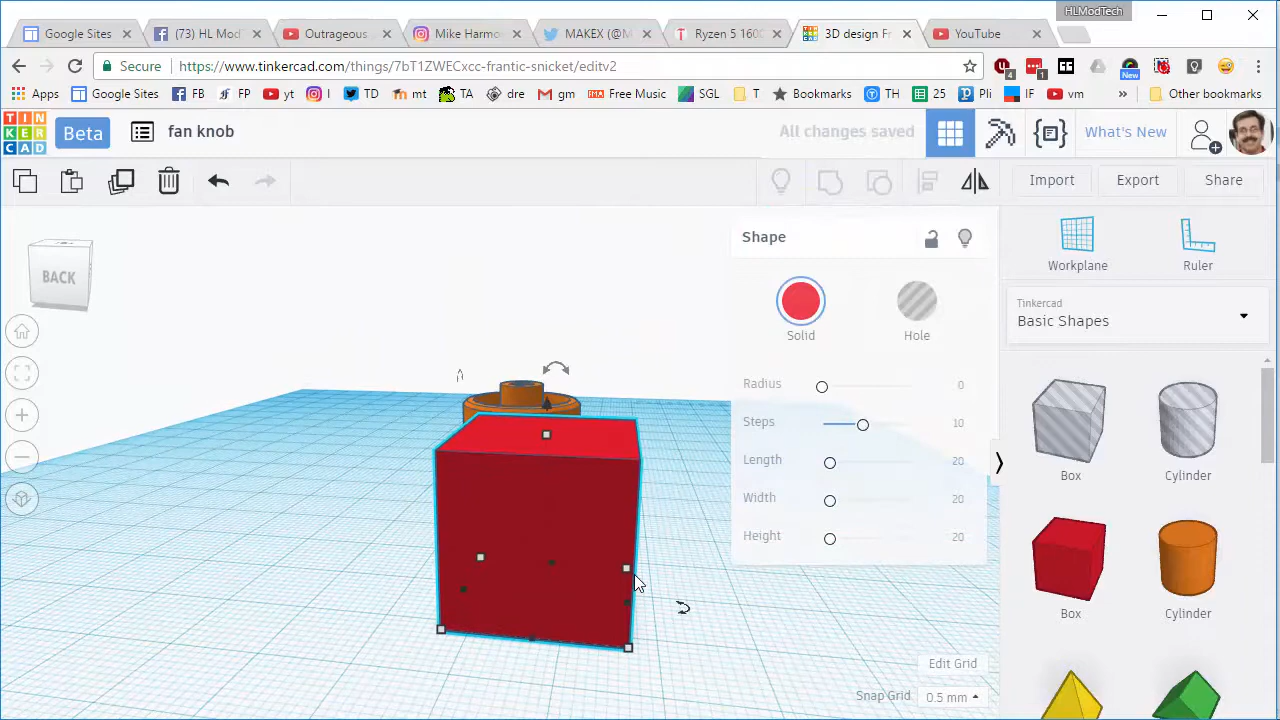 HLModTech
Google Sites
(73) HL Mod
Outrageous
Mike Harmo
MAKEX (@M
Ryzen 5 160
3D design Fr
YouTube
Secure
https://www.tinkercad.com/things/7bT1ZWECxcc-frantic-snicket/editv2
4
1
New
Apps
Google Sites
FB
FP
yt
I
TD
mt
TA
dre
gm
Free Music
SGL
T
Bookmarks
TH
25
Pli
IF
vm
»
Other bookmarks
TIN
KER
CAD
Beta
fan knob
All changes saved
What's New
Import
Export
Share
BACK
Shape
Solid
Hole
Radius 0
Steps 10
Length 20
Width 20
Height 20
Workplane
Ruler
Tinkercad
Basic Shapes
Box
Cylinder
Box
Cylinder
Edit Grid
Snap Grid 0.5 mm